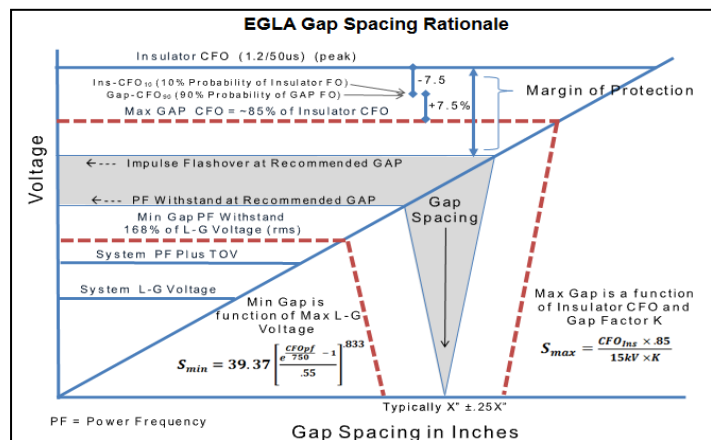 EGLA Gap Spacing Rationale
Insulator CFO (1.2/50us) (peak)
Ins-CFO10 (10% Probability of Insulator FO)
Gap-CFO90 (90% Probability of GAP FO)
-7.5
+7.5%
Margin of Protection
Max GAP CFO = ~85% of Insulator CFO
←--- Impulse Flashover at Recommended GAP
←--- PF Withstand at Recommended GAP
Min Gap PF Withstand
168% of L-G Voltage (rms)
System PF Plus TOV
System L-G Voltage
Gap
Spacing
Min Gap is
function of Max L-G
Voltage
S_min = 39.37 [(e^(CFOpf/750) - 1)/.55]^.833
Max Gap is a function
of Insulator CFO and
Gap Factor K
S_max = (CFO_Ins × .85)/(15kV × K)
Voltage
Typically X" ±.25X"
PF = Power Frequency
Gap Spacing in Inches